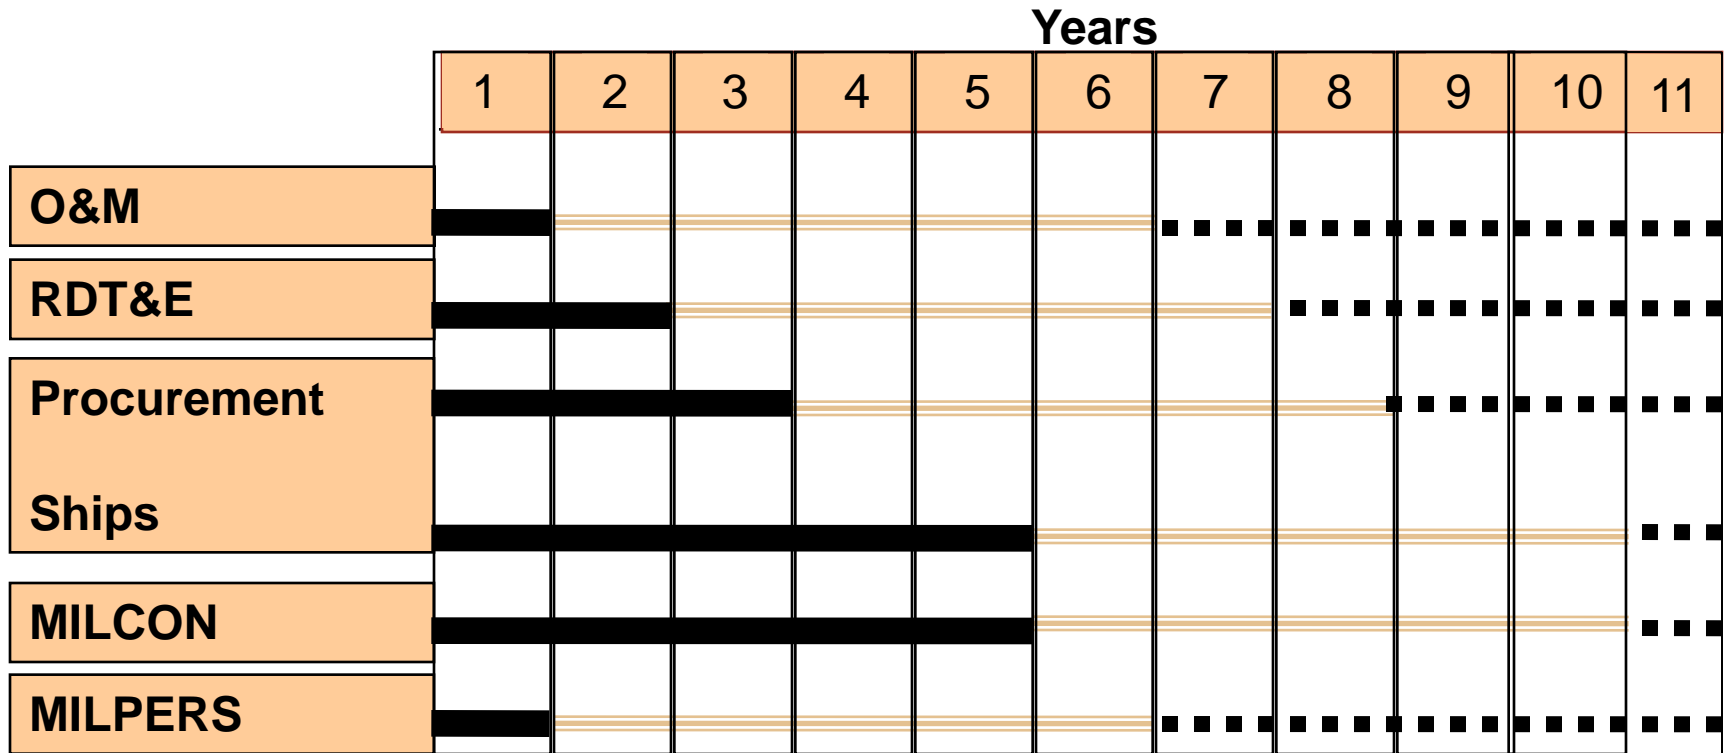 Years
1 2 3 4 5 6 7 8 9 10 11
O&M
RDT&E
Procurement
Ships
MILCON
MILPERS